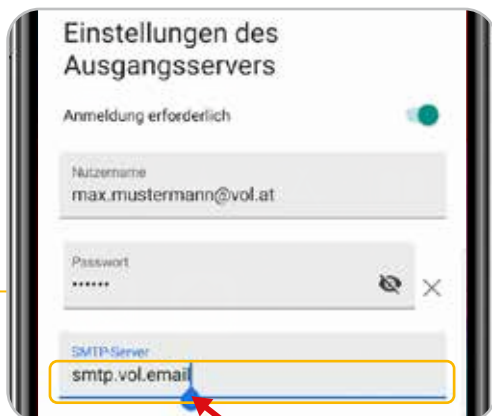 Einstellungen des
Ausgangsservers
Anmeldung erforderlich
Nutzername
max.mustermann@vol.at
Passwort
••••••
SMTP-Server
smtp.vol.email